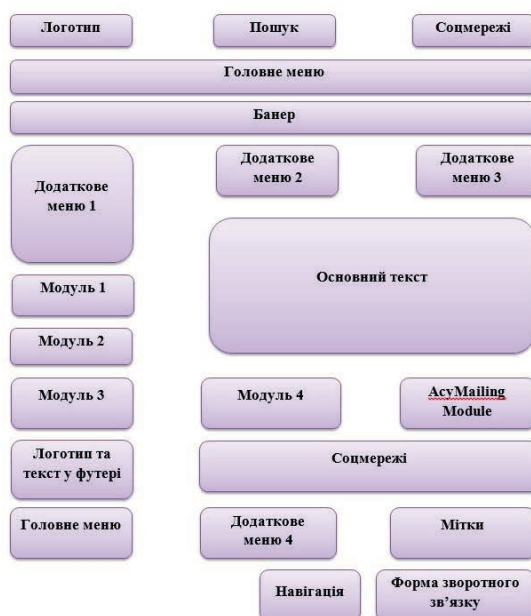 Логотип
Пошук
Соцмережі
Головне меню
Банер
Додаткове
меню 1
Додаткове
меню 2
Додаткове
меню 3
Основний текст
Модуль 1
Модуль 2
Модуль 3
Модуль 4
AcyMailing
Module
Логотип та
текст у футері
Соцмережі
Головне меню
Додаткове
меню 4
Мітки
Навігація
Форма зворотного
зв’язку